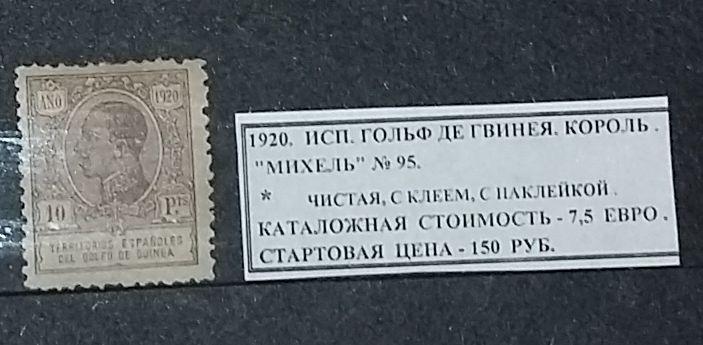 AÑO 1920
10 Pts
TERRITORIOS ESPAÑOLES
DEL GOLFO DE GUINEA
1920. ИСП. ГОЛЬФ ДЕ ГВИНЕЯ. КОРОЛЬ.
"МИХЕЛЬ" № 95.
* ЧИСТАЯ, С КЛЕЕМ, С НАКЛЕЙКОЙ.
КАТАЛОЖНАЯ СТОИМОСТЬ - 7,5 ЕВРО.
СТАРТОВАЯ ЦЕНА - 150 РУБ.